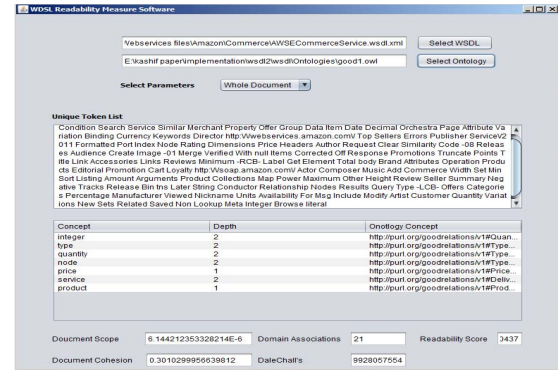 WDSL Readability Measure Software
Webservices files\Amazon\Commerce\AWSECommerceService.wsdl.xml Select WSDL
E:\kashif paper\implementation\wsdl2\wsdl\Ontologies\good1.owl Select Ontology
Select Parameters Whole Document
Unique Token List
Condition Search Service Similar Merchant Property Offer Group Data Item Date Decimal Orchestra Page Attribute Va
riation Binding Currency Keywords Director http://webservices.amazon.com/ Top Sellers Errors Publisher ServiceV2
011 Formatted Port Index Node Rating Dimensions Price Headers Author Request Clear Similarity Code -08 Releas
es Audience Create Image -01 Merge Verified With null Items Corrected Off Response Promotions Truncate Points T
itle Link Accessories Links Reviews Minimum -RCB- Label Get Element Total body Brand Attributes Operation Produ
cts Editorial Promotion Cart Loyalty http://soap.amazon.com/ Actor Composer Music Add Commerce Width Set Min
Sort Listing Amount Arguments Product Collections Map Power Maximum Other Height Review Seller Summary Neg
ative Tracks Release Bin tns Later String Conductor Relationship Nodes Results Query Type -LCB- Offers Categorie
s Percentage Manufacturer Viewed Nickname Units Availability For Msg Include Modify Artist Customer Quantity Variat
ions New Sets Related Saved Non Lookup Meta Integer Browse literal
Concept Depth Onotlogy Concept
integer 2 http://purl.org/goodrelations/v1#Quan...
type 2 http://purl.org/goodrelations/v1#Type...
quantity 2 http://purl.org/goodrelations/v1#Type...
node 2 http://purl.org/goodrelations/v1#Type...
price 1 http://purl.org/goodrelations/v1#Price...
service 2 http://purl.org/goodrelations/v1#Deliv...
product 1 http://purl.org/goodrelations/v1#Prod...
Doucment Scope 6.144212353328214E-6 Domain Associations 21 Readability Score 0437
Document Cohesion 0.3010299956639812 DaleChall's 9928057554